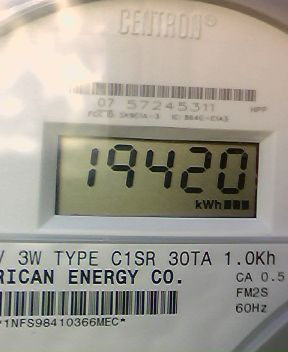 CENTRON®
07 57245311 HPP
19420
kWh
V 3W TYPE C1SR 30TA 1.0Kh
RICAN ENERGY CO. CA 0.5
FM2S
*1NFS98410366MEC* 60Hz